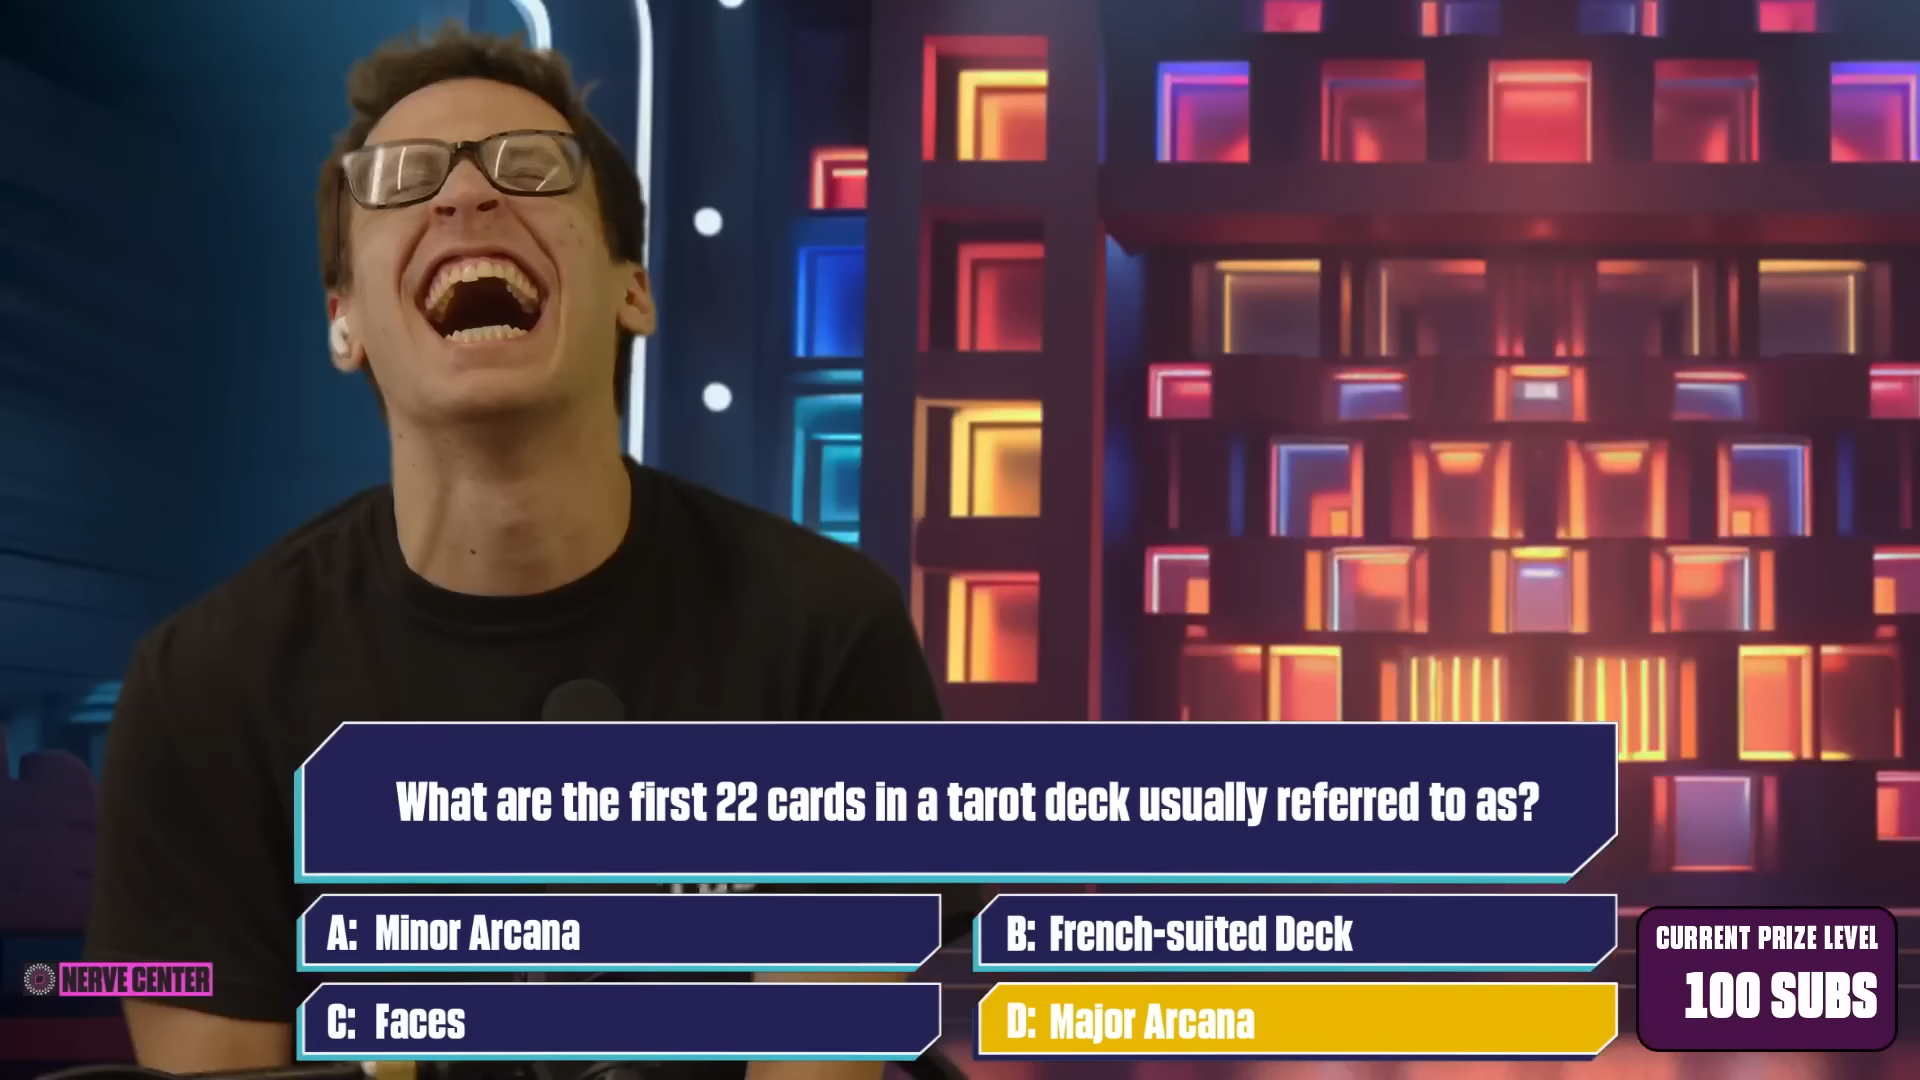 What are the first 22 cards in a tarot deck usually referred to as?
A: Minor Arcana
B: French-suited Deck
C: Faces
D: Major Arcana
NERVE CENTER
CURRENT PRIZE LEVEL
100 SUBS